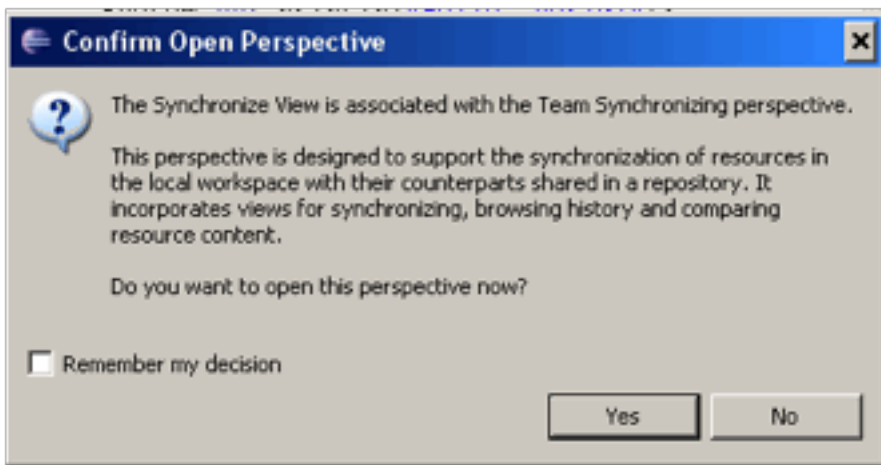 Confirm Open Perspective
The Synchronize View is associated with the Team Synchronizing perspective.
This perspective is designed to support the synchronization of resources in
the local workspace with their counterparts shared in a repository. It
incorporates views for synchronizing, browsing history and comparing
resource content.
Do you want to open this perspective now?
Remember my decision
Yes No